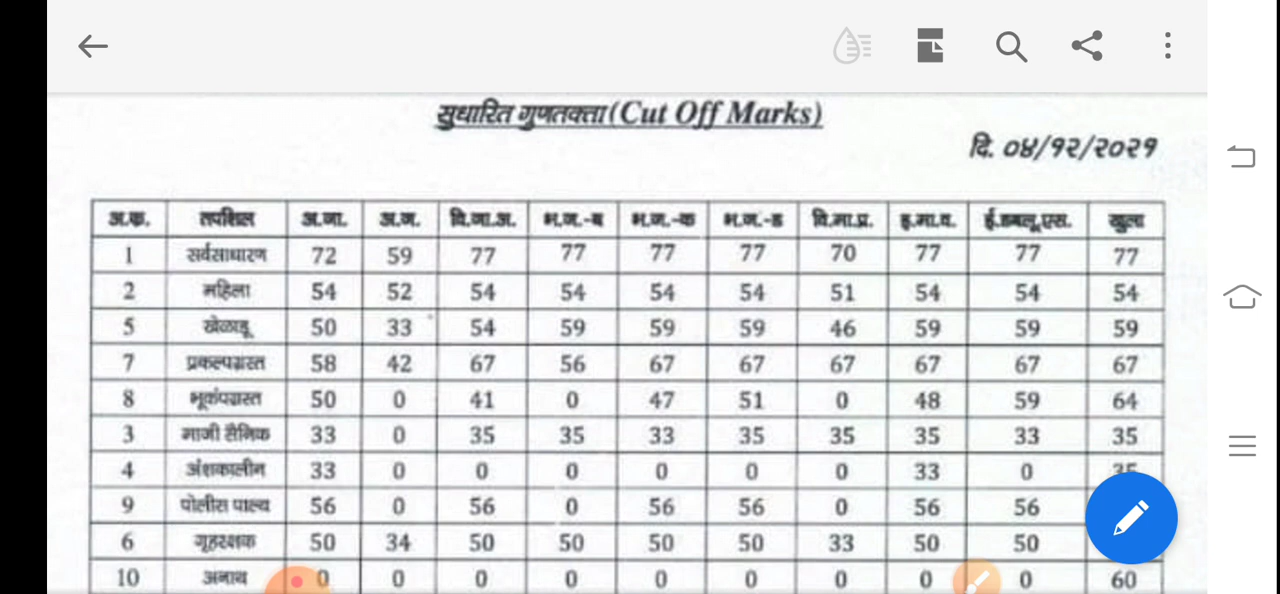 सुधारित गुणतक्ता (Cut Off Marks)
दि. ०४/१२/२०२१
अ.क्र. तपशिल अ.जा. अ.ज. वि.जा.अ. भ.ज.-ब भ.ज.-क भ.ज.-ड वि.मा.प्र. इ.मा.व. ई.डबलू.एस. खुला
1 सर्वसाधारण 72 59 77 77 77 77 70 77 77 77
2 महिला 54 52 54 54 54 54 51 54 54 54
5 खेळाडू 50 33 54 59 59 59 46 59 59 59
7 प्रकल्पग्रस्त 58 42 67 56 67 67 67 67 67 67
8 भूकंपग्रस्त 50 0 41 0 47 51 0 48 59 64
3 माजी सैनिक 33 0 35 35 33 35 35 35 33 35
4 अंशकालीन 33 0 0 0 0 0 0 33 0
9 पोलीस पाल्य 56 0 56 0 56 56 0 56 56
6 गृहरक्षक 50 34 50 50 50 50 33 50 50
10 अनाथ 0 0 0 0 0 0 0 0 0 60